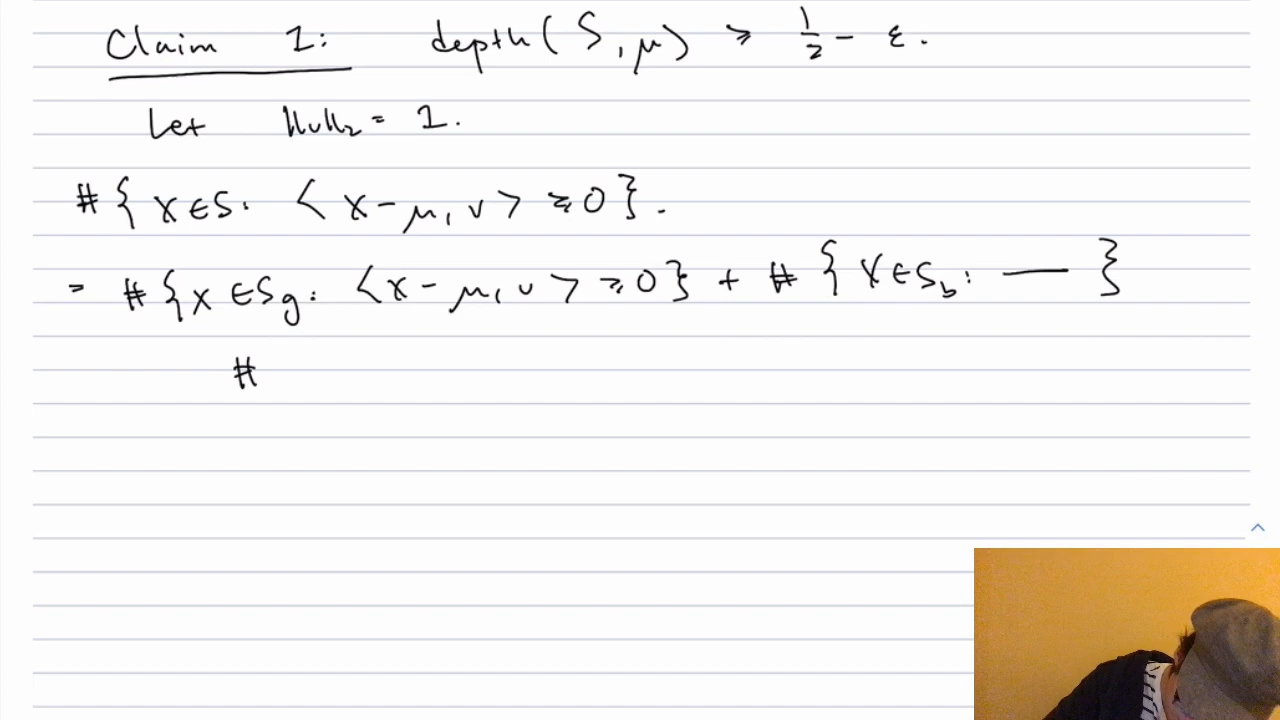 Claim 1: depth(S, μ) ≥ 1/2 - ε.
Let ||v||₂ = 1.
#{ x∈S: ⟨x-μ, v⟩ ≥ 0 }.
= #{ x∈S_g: ⟨x-μ, v⟩ ≥ 0 } + #{ x∈S_b: — }
#